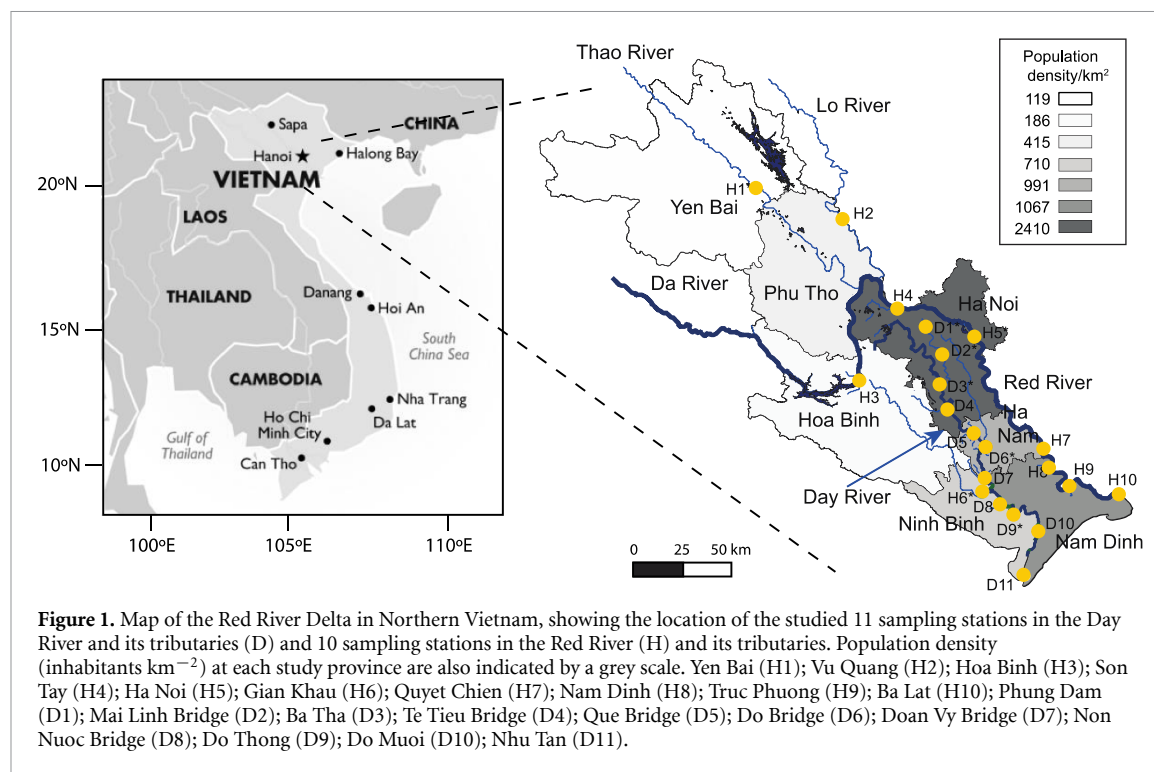 Thao River
Lo River
Population
density/km²
119
186
415
710
991
1067
2410
Sapa
CHINA
Hanoi
Halong Bay
VIETNAM
20ºN
LAOS
THAILAND
Danang
Hoi An
15ºN
South
China Sea
CAMBODIA
Nha Trang
Ho Chi
Minh City
Da Lat
Gulf of
Thailand
Can Tho
10ºN
100ºE
105ºE
110ºE
H1*
Yen Bai
H2
Da River
Phu Tho
H4
Ha Noi
D1*
H5*
D2*
D3*
Red River
H3
D4
Ha
Hoa Binh
D5
Nam
H7
D6*
H8
D7
H9
H10
Day River
H6*
D8
Ninh Binh
D9*
D10
Nam Dinh
D11
0 25 50 km
Figure 1. Map of the Red River Delta in Northern Vietnam, showing the location of the studied 11 sampling stations in the Day
River and its tributaries (D) and 10 sampling stations in the Red River (H) and its tributaries. Population density
(inhabitants km−2) at each study province are also indicated by a grey scale. Yen Bai (H1); Vu Quang (H2); Hoa Binh (H3); Son
Tay (H4); Ha Noi (H5); Gian Khau (H6); Quyet Chien (H7); Nam Dinh (H8); Truc Phuong (H9); Ba Lat (H10); Phung Dam
(D1); Mai Linh Bridge (D2); Ba Tha (D3); Te Tieu Bridge (D4); Que Bridge (D5); Do Bridge (D6); Doan Vy Bridge (D7); Non
Nuoc Bridge (D8); Do Thong (D9); Do Muoi (D10); Nhu Tan (D11).